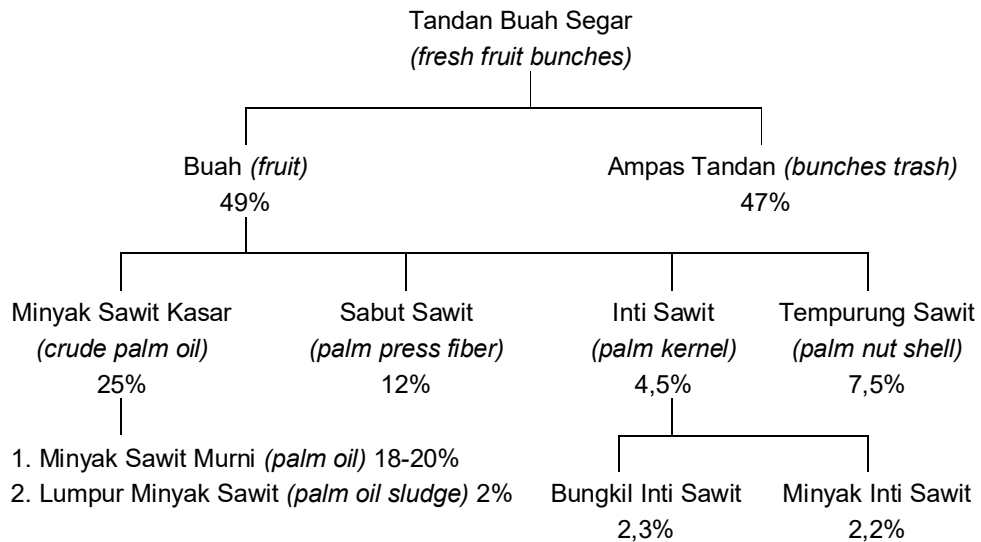 Tandan Buah Segar
(fresh fruit bunches)
Buah (fruit)
49%
Ampas Tandan (bunches trash)
47%
Minyak Sawit Kasar
(crude palm oil)
25%
Sabut Sawit
(palm press fiber)
12%
Inti Sawit
(palm kernel)
4,5%
Tempurung Sawit
(palm nut shell)
7,5%
1. Minyak Sawit Murni (palm oil) 18-20%
2. Lumpur Minyak Sawit (palm oil sludge) 2%
Bungkil Inti Sawit
2,3%
Minyak Inti Sawit
2,2%